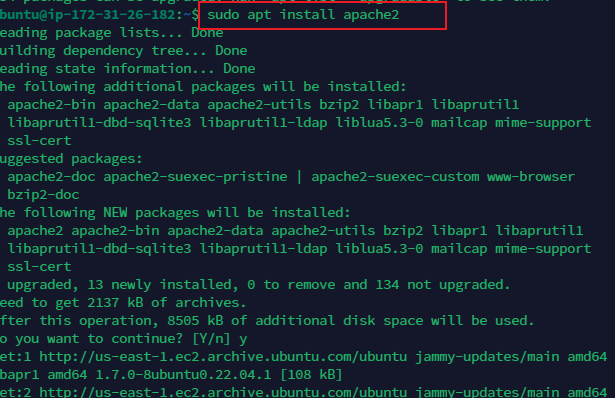 buntu@ip-172-31-26-182:~$ sudo apt install apache2
eading package lists... Done
uilding dependency tree... Done
eading state information... Done
he following additional packages will be installed:
apache2-bin apache2-data apache2-utils bzip2 libapr1 libaprutil1
libaprutil1-dbd-sqlite3 libaprutil1-ldap liblua5.3-0 mailcap mime-support
ssl-cert
uggested packages:
apache2-doc apache2-suexec-pristine | apache2-suexec-custom www-browser
bzip2-doc
he following NEW packages will be installed:
apache2 apache2-bin apache2-data apache2-utils bzip2 libapr1 libaprutil1
libaprutil1-dbd-sqlite3 libaprutil1-ldap liblua5.3-0 mailcap mime-support
ssl-cert
upgraded, 13 newly installed, 0 to remove and 134 not upgraded.
eed to get 2137 kB of archives.
fter this operation, 8505 kB of additional disk space will be used.
o you want to continue? [Y/n] y
et:1 http://us-east-1.ec2.archive.ubuntu.com/ubuntu jammy-updates/main amd64
bapr1 amd64 1.7.0-8ubuntu0.22.04.1 [108 kB]
et:2 http://us-east-1.ec2.archive.ubuntu.com/ubuntu jammy-updates/main amd64